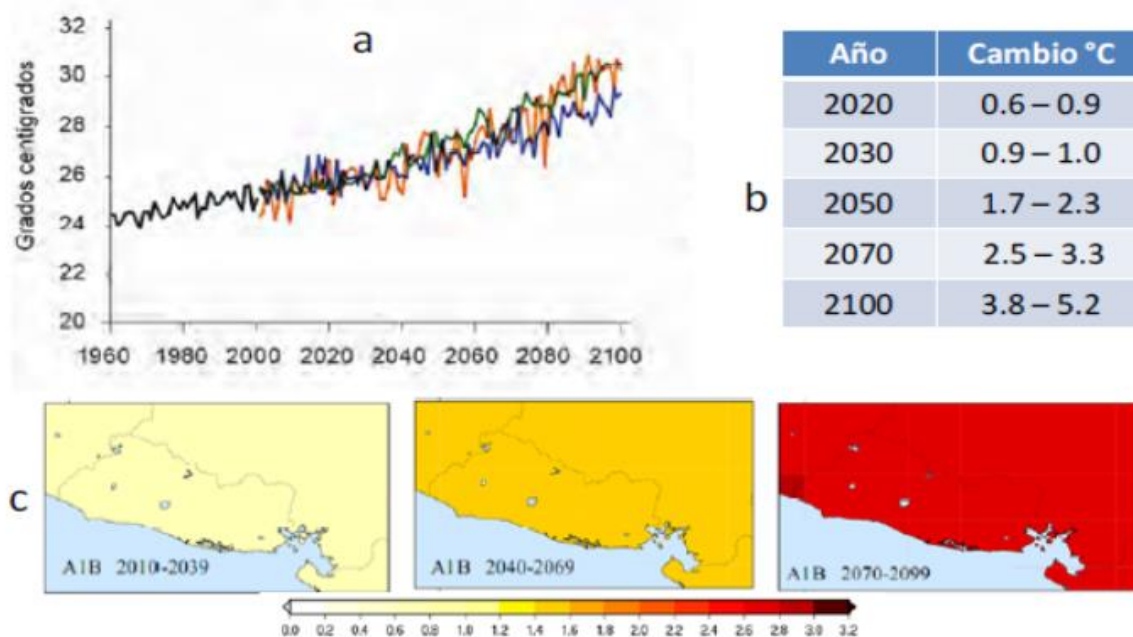 a
Grados centígrados
32
30
28
26
24
22
20
1960 1980 2000 2020 2040 2060 2080 2100
b
Año Cambio °C
2020 0.6 – 0.9
2030 0.9 – 1.0
2050 1.7 – 2.3
2070 2.5 – 3.3
2100 3.8 – 5.2
c
A1B 2010-2039
A1B 2040-2069
A1B 2070-2099
0.0 0.2 0.4 0.6 0.8 1.0 1.2 1.4 1.6 1.8 2.0 2.2 2.4 2.6 2.8 3.0 3.2